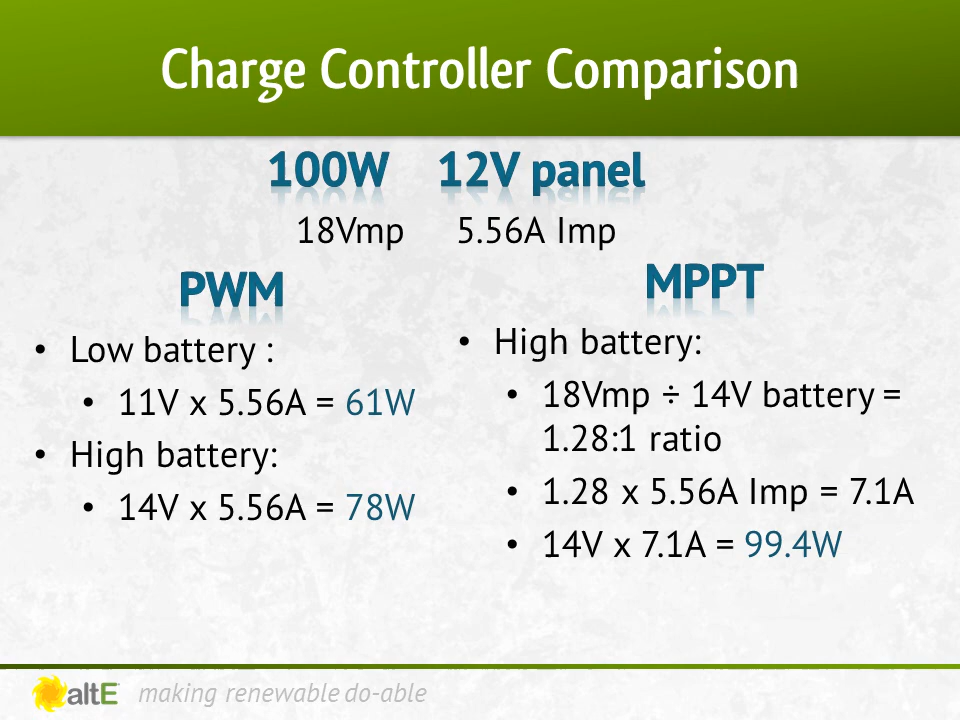 Charge Controller Comparison
100W 12V panel
18Vmp 5.56A Imp
PWM
• Low battery :
• 11V x 5.56A = 61W
• High battery:
• 14V x 5.56A = 78W
MPPT
• High battery:
• 18Vmp ÷ 14V battery =
1.28:1 ratio
• 1.28 x 5.56A Imp = 7.1A
• 14V x 7.1A = 99.4W
altE making renewable do-able